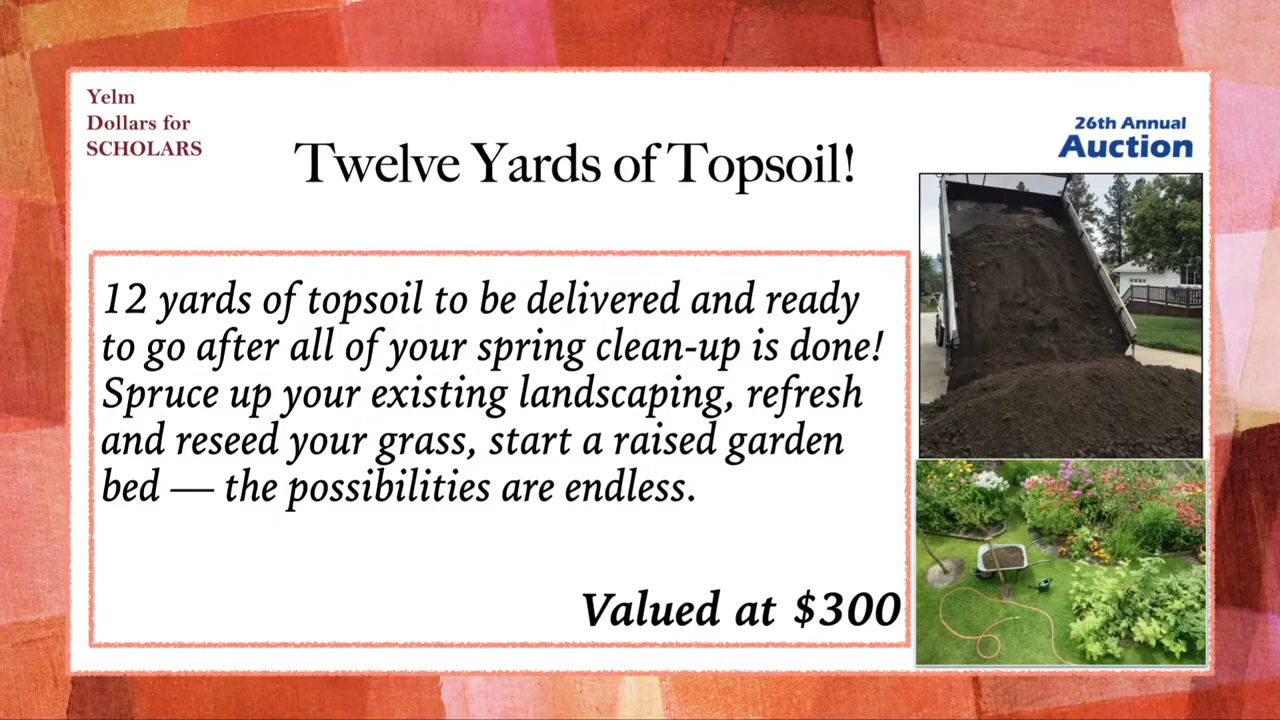 Yelm
Dollars for
SCHOLARS
26th Annual
Auction
Twelve Yards of Topsoil!
12 yards of topsoil to be delivered and ready
to go after all of your spring clean-up is done!
Spruce up your existing landscaping, refresh
and reseed your grass, start a raised garden
bed — the possibilities are endless.
Valued at $300